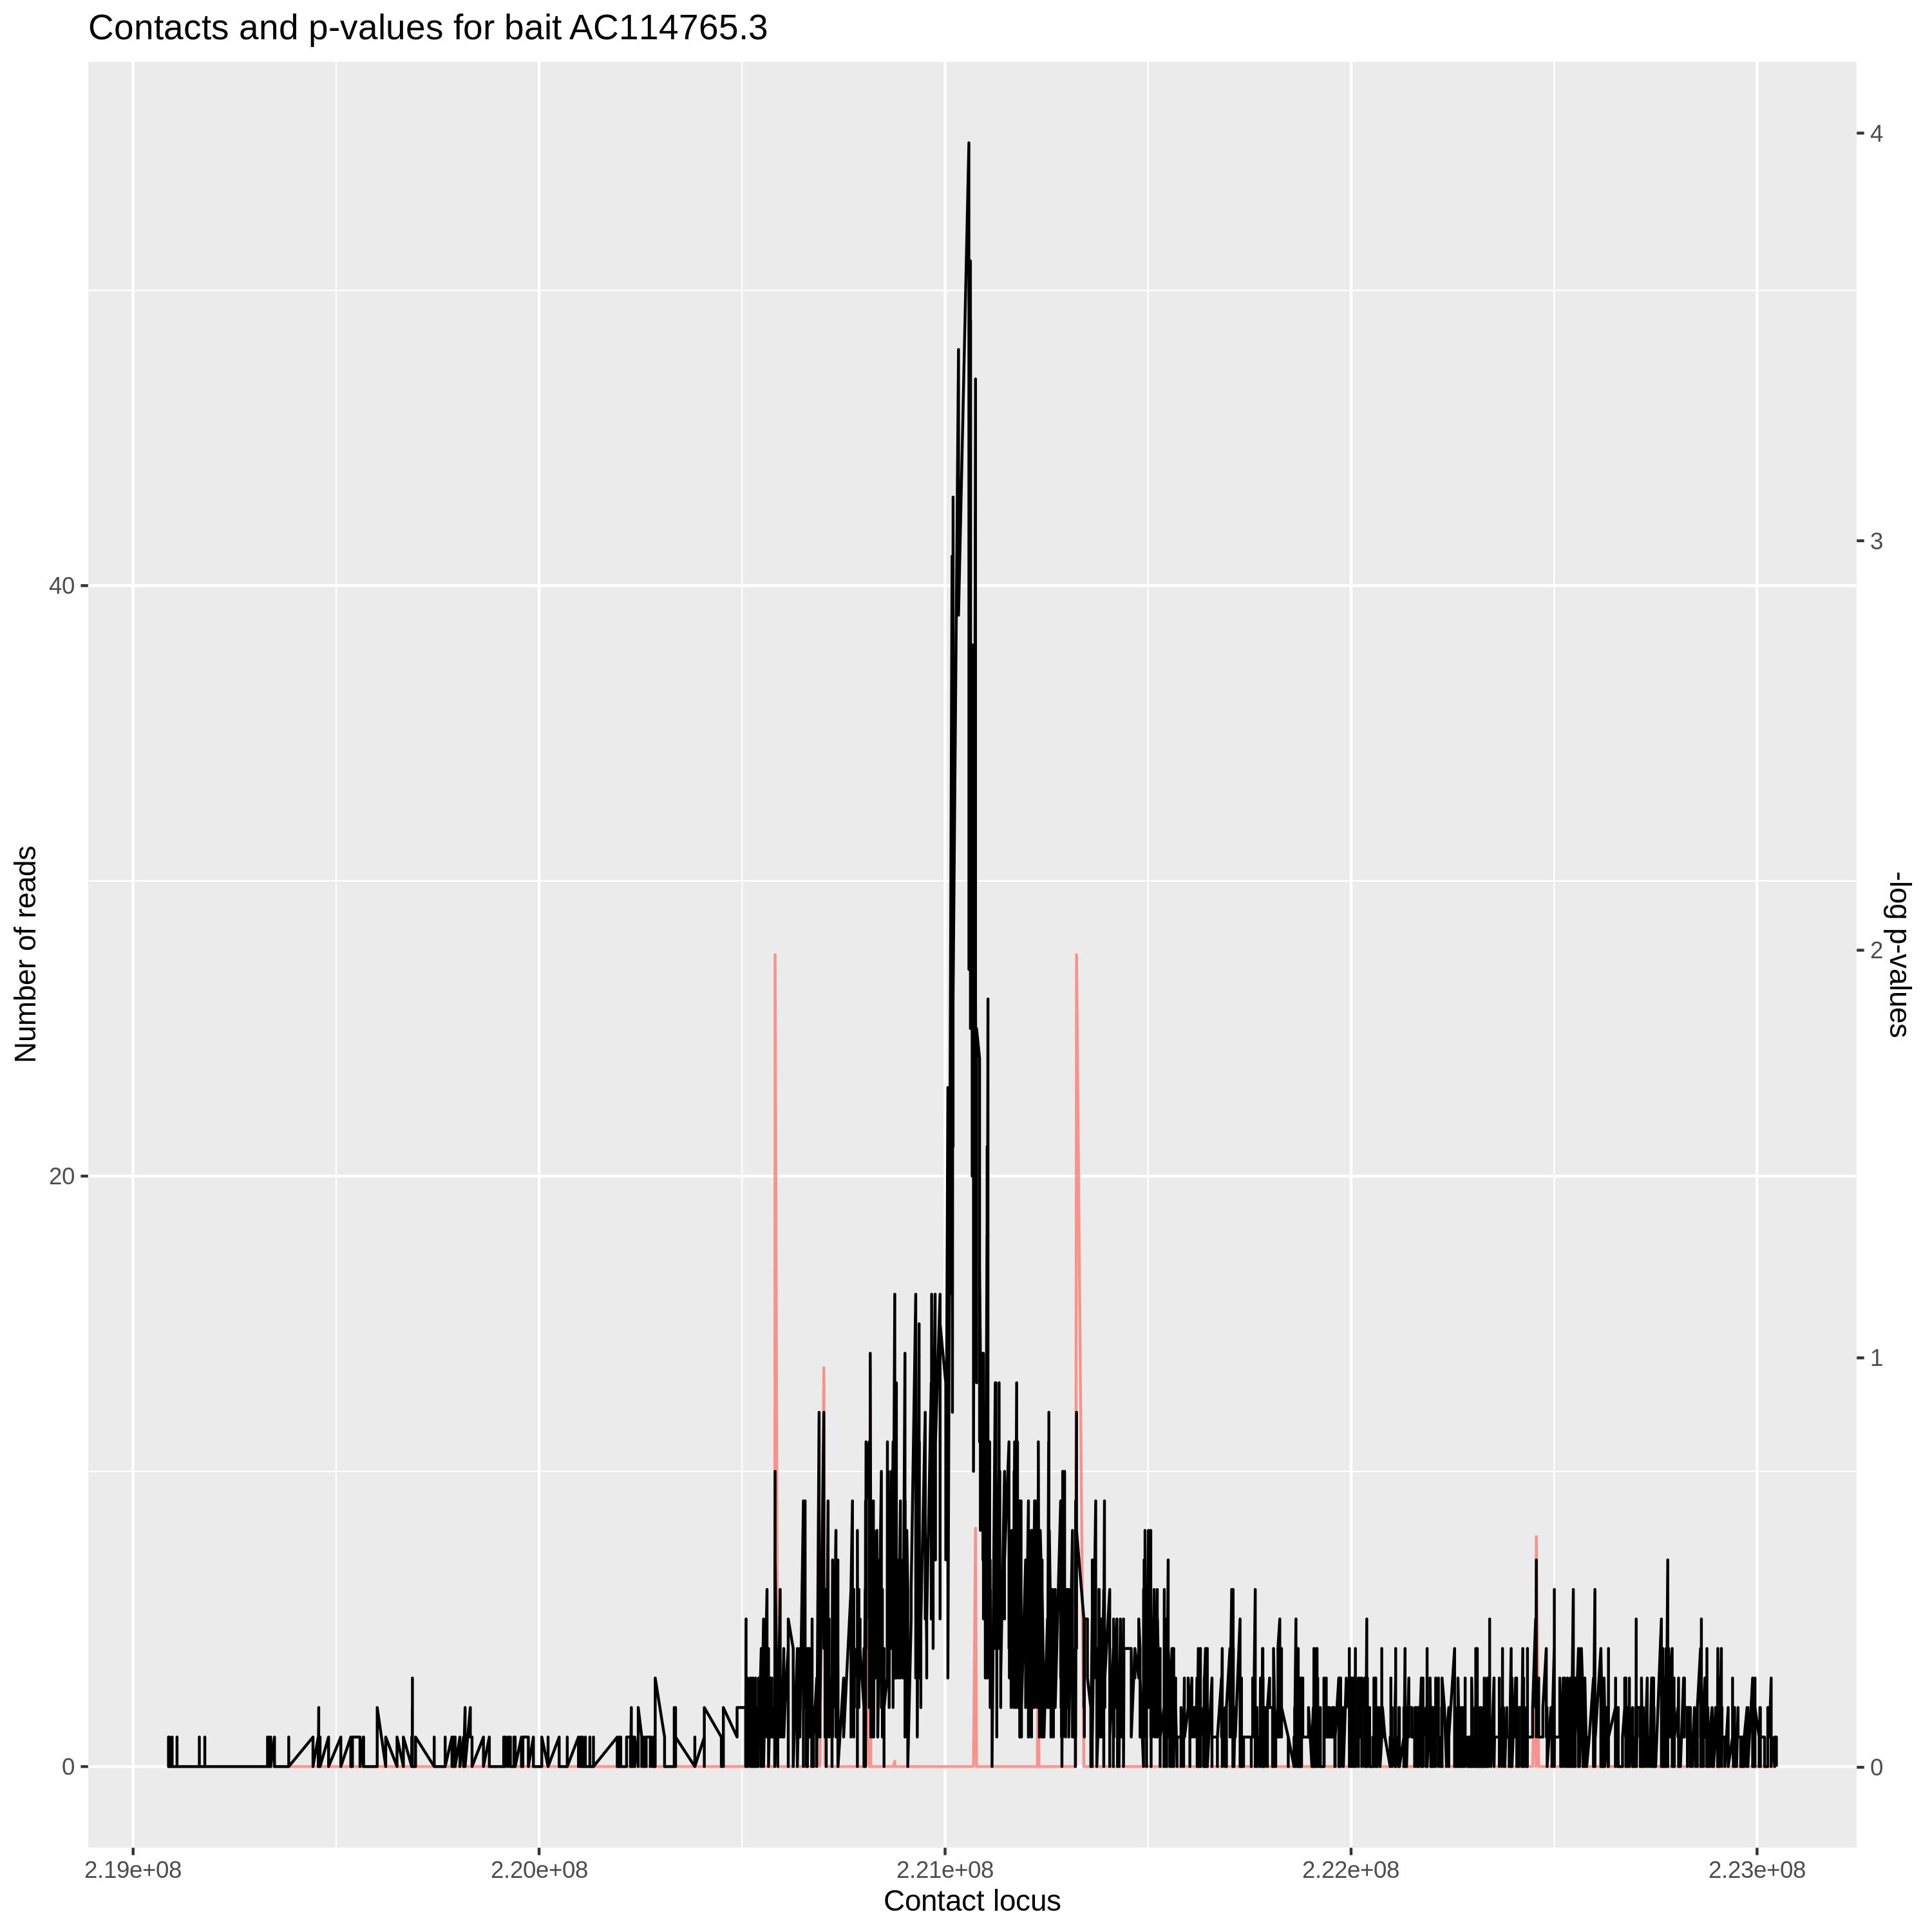 Contacts and p-values for bait AC114765.3
Number of reads
40
20
0
4
3
2
1
0
-log p-values
2.19e+08
2.20e+08
2.21e+08
2.22e+08
2.23e+08
Contact locus